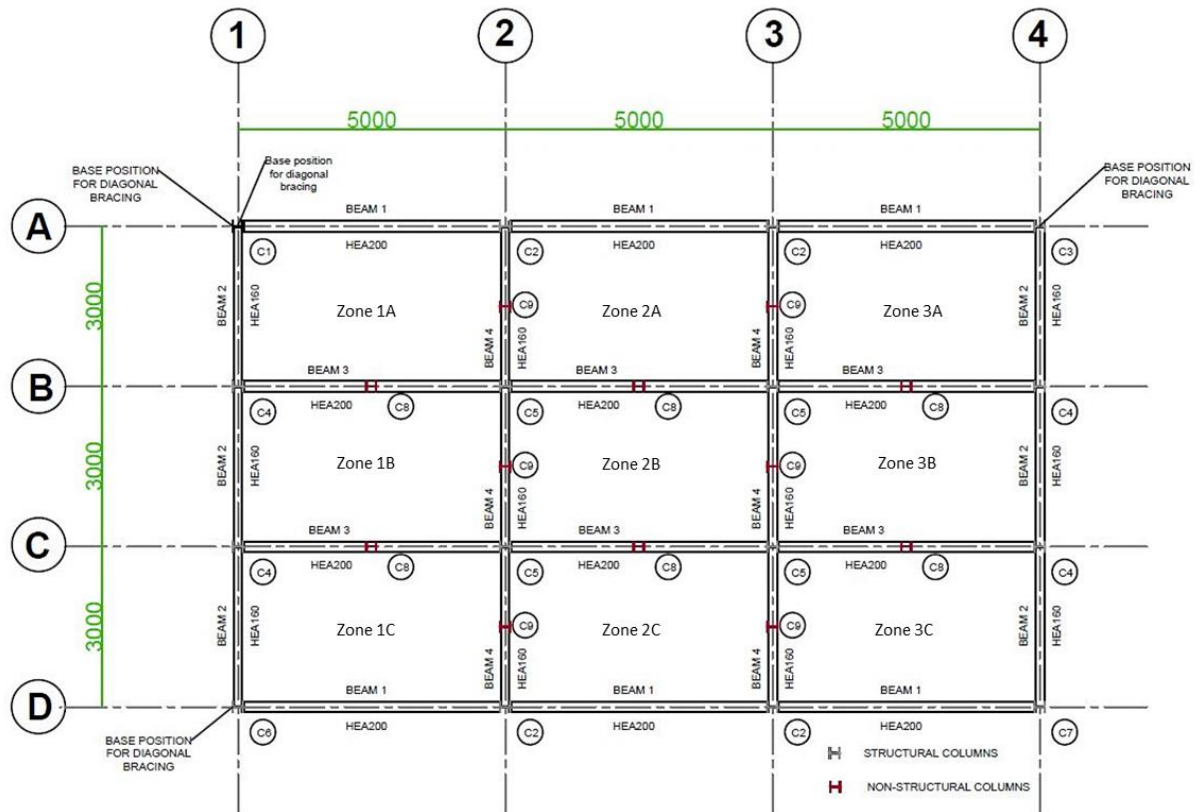 1 2 3 4
5000 5000 5000
BASE POSITION
FOR DIAGONAL
BRACING
Base position
for diagonal
bracing
BASE POSITION
FOR DIAGONAL
BRACING
A
BEAM 1 BEAM 1 BEAM 1
HEA200 HEA200 HEA200
C1 C2 C2 C3
3000
BEAM 2 HEA160 Zone 1A BEAM 4 HEA160 C9 Zone 2A BEAM 4 HEA160 C9 Zone 3A BEAM 2 HEA160
BEAM 3 BEAM 3 BEAM 3
B
HEA200 HEA200 HEA200
C4 C8 C5 C8 C5 C8 C4
3000
BEAM 2 HEA160 Zone 1B BEAM 4 HEA160 C9 Zone 2B BEAM 4 HEA160 C9 Zone 3B BEAM 2 HEA160
BEAM 3 BEAM 3 BEAM 3
C
HEA200 HEA200 HEA200
C4 C8 C5 C8 C5 C8 C4
3000
BEAM 2 HEA160 Zone 1C BEAM 4 HEA160 C9 Zone 2C BEAM 4 HEA160 C9 Zone 3C BEAM 2 HEA160
BEAM 1 BEAM 1 BEAM 1
D
HEA200 HEA200 HEA200
C6 C2 C2 C7
BASE POSITION
FOR DIAGONAL
BRACING
STRUCTURAL COLUMNS
NON-STRUCTURAL COLUMNS